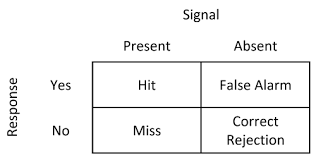 Signal
Present Absent
Response
Yes Hit False Alarm
No Miss Correct
Rejection